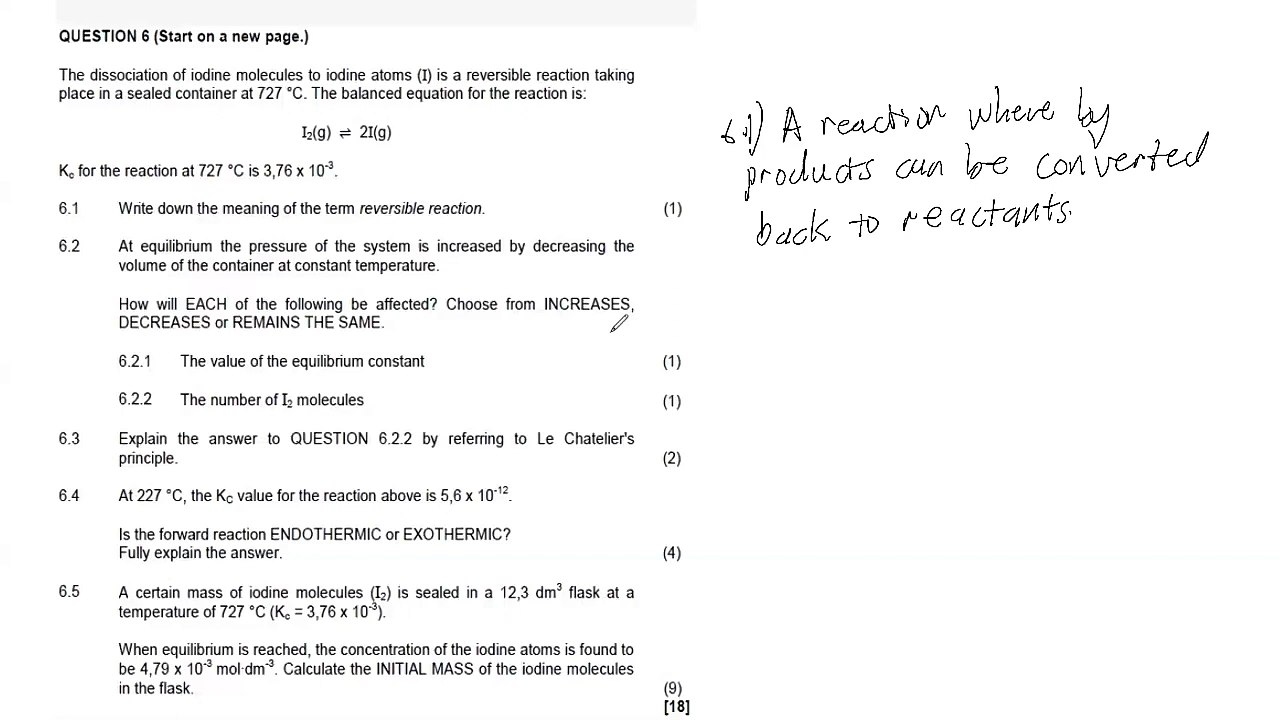 QUESTION 6 (Start on a new page.)
The dissociation of iodine molecules to iodine atoms (I) is a reversible reaction taking
place in a sealed container at 727 °C. The balanced equation for the reaction is:
I₂(g) ⇌ 2I(g)
K꜀ for the reaction at 727 °C is 3,76 x 10⁻³.
6.1 Write down the meaning of the term reversible reaction. (1)
6.2 At equilibrium the pressure of the system is increased by decreasing the
volume of the container at constant temperature.
How will EACH of the following be affected? Choose from INCREASES,
DECREASES or REMAINS THE SAME.
6.2.1 The value of the equilibrium constant (1)
6.2.2 The number of I₂ molecules (1)
6.3 Explain the answer to QUESTION 6.2.2 by referring to Le Chatelier's
principle. (2)
6.4 At 227 °C, the K꜀ value for the reaction above is 5,6 x 10⁻¹².
Is the forward reaction ENDOTHERMIC or EXOTHERMIC?
Fully explain the answer. (4)
6.5 A certain mass of iodine molecules (I₂) is sealed in a 12,3 dm³ flask at a
temperature of 727 °C (K꜀ = 3,76 x 10⁻³).
When equilibrium is reached, the concentration of the iodine atoms is found to
be 4,79 x 10⁻³ mol·dm⁻³. Calculate the INITIAL MASS of the iodine molecules
in the flask. (9)
[18]
6.1) A reaction where by
products can be converted
back to reactants.